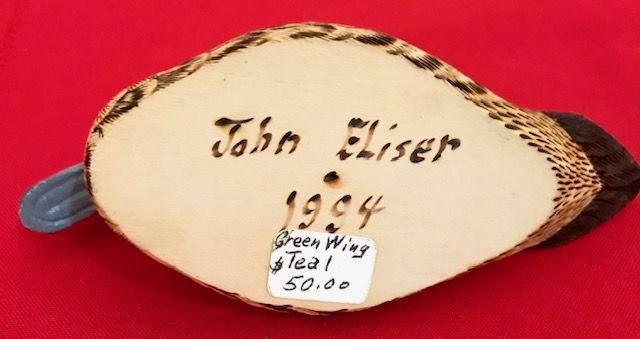 John Eliser
1994
Green Wing
$ Teal
50.00